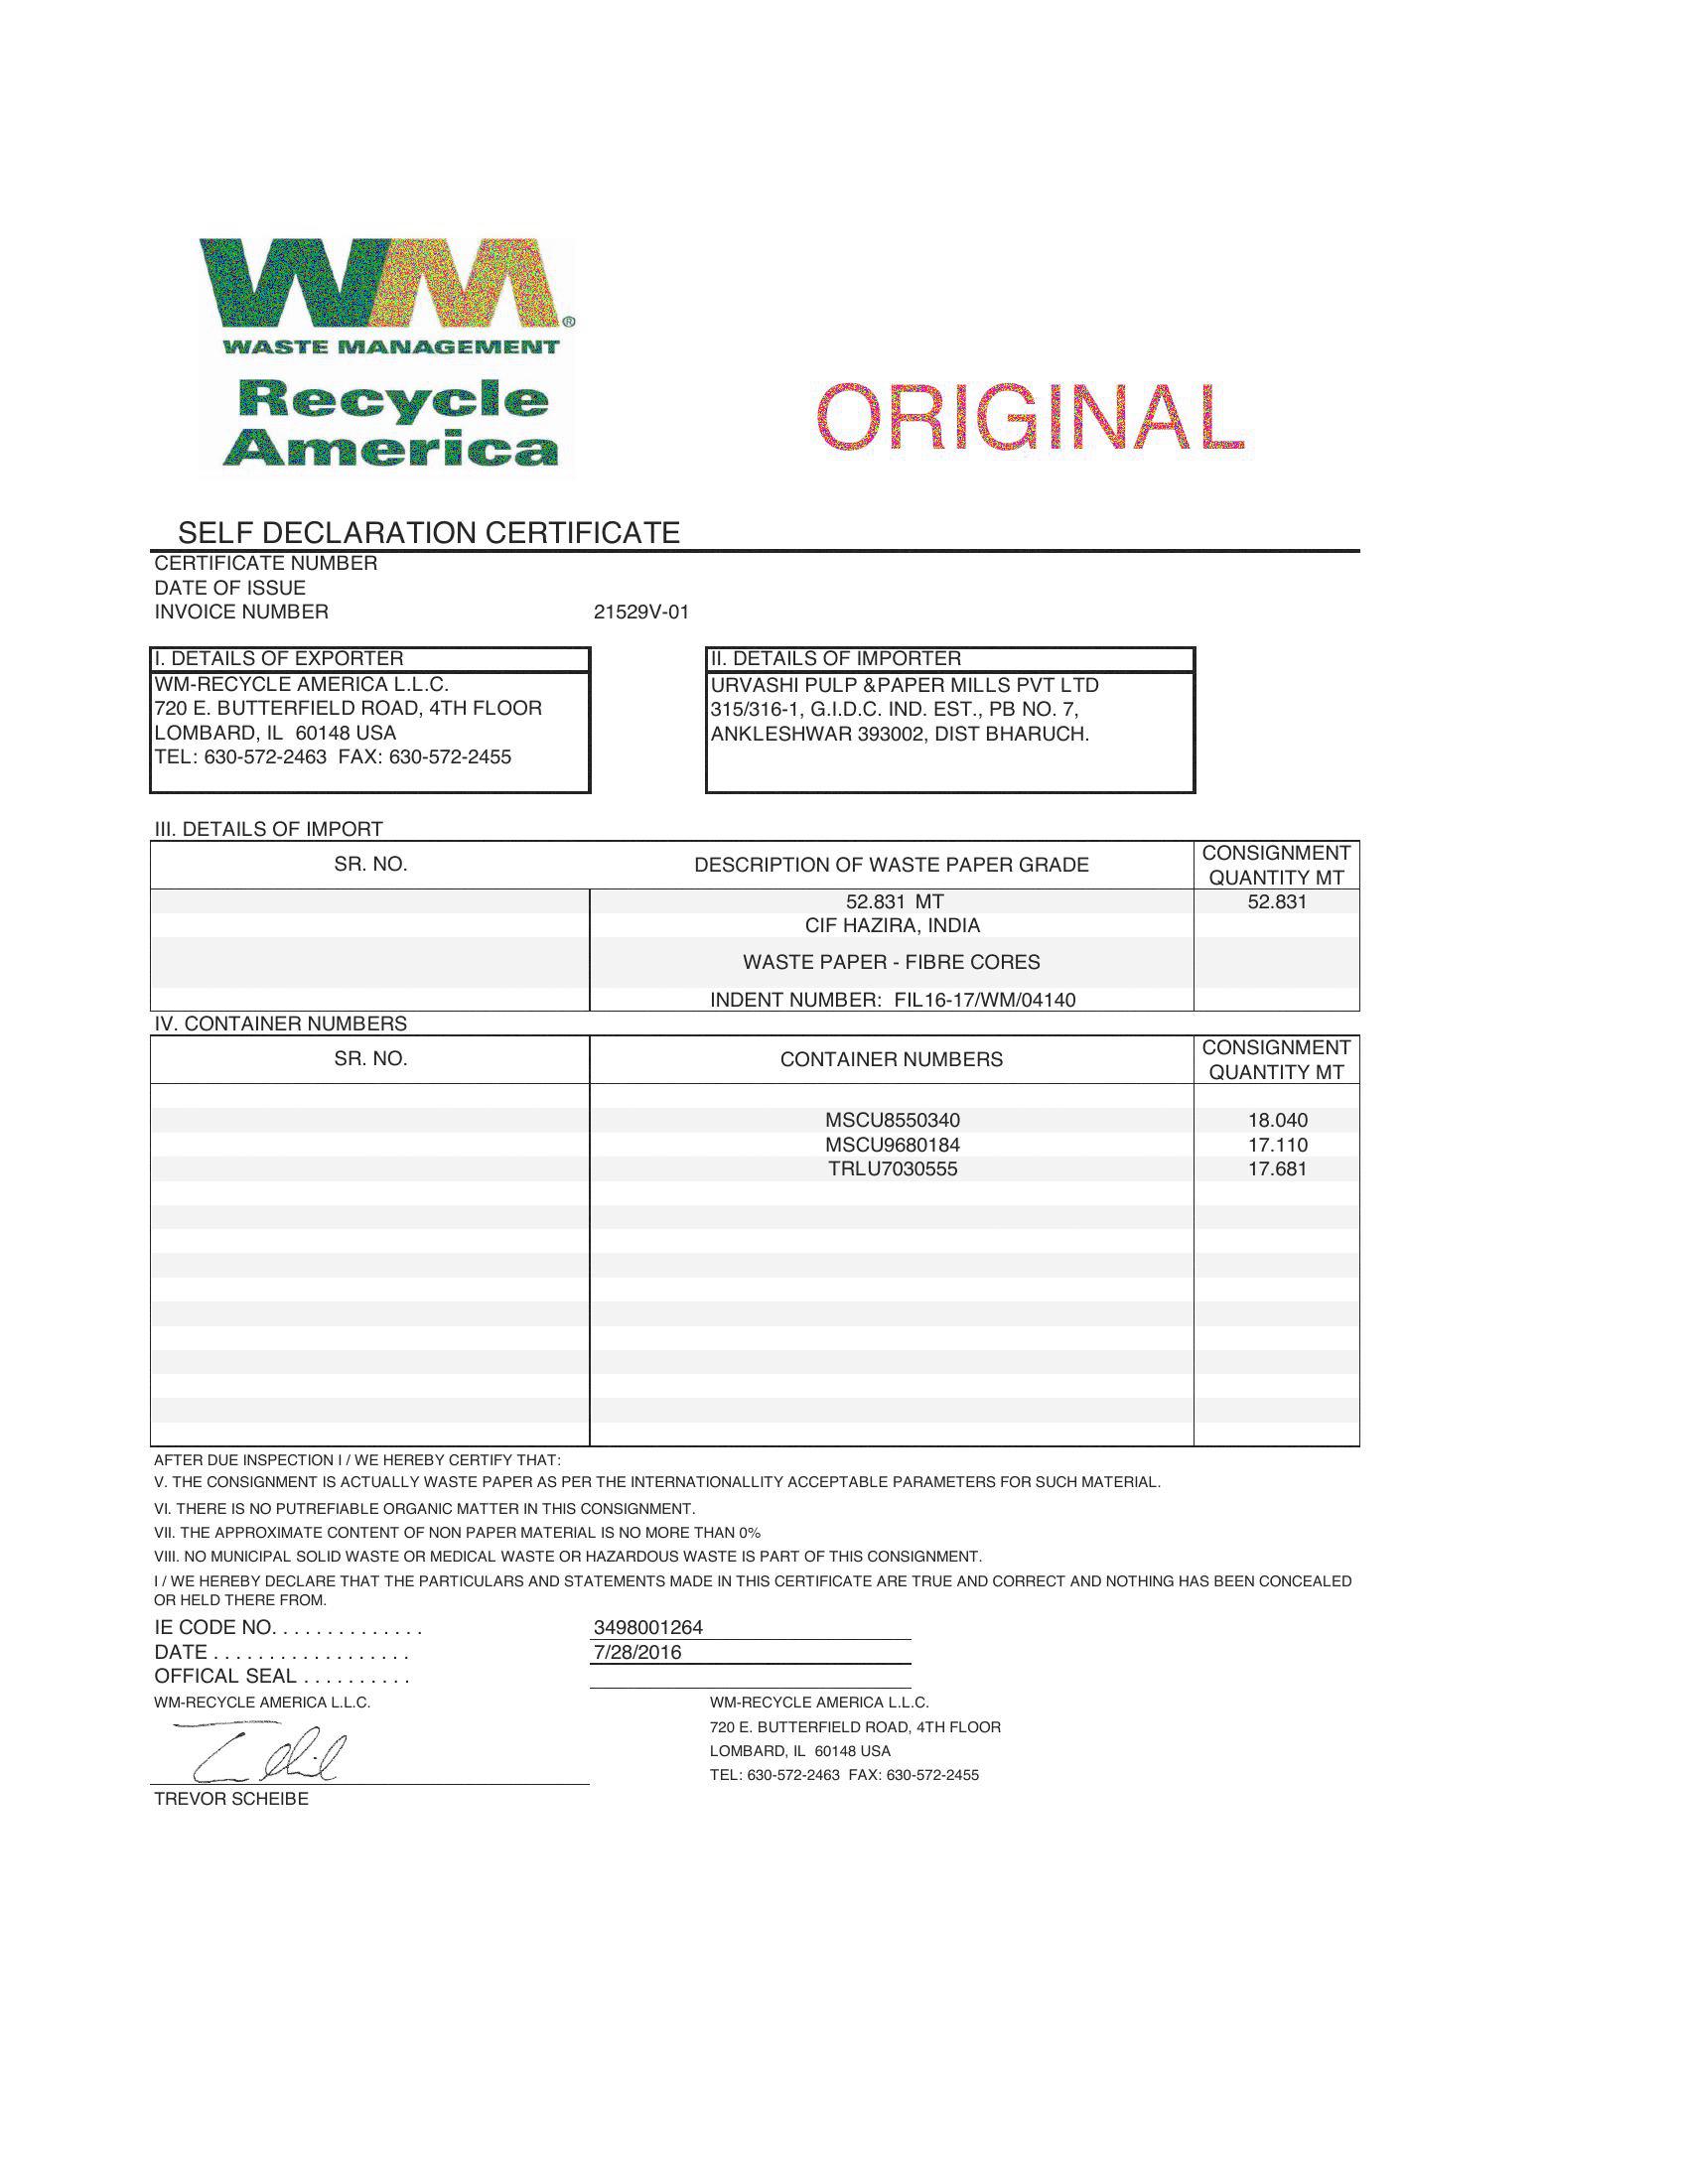 WM®
WASTE MANAGEMENT
Recycle
America
ORIGINAL
SELF DECLARATION CERTIFICATE
CERTIFICATE NUMBER
DATE OF ISSUE
INVOICE NUMBER 21529V-01
I. DETAILS OF EXPORTER
WM-RECYCLE AMERICA L.L.C.
720 E. BUTTERFIELD ROAD, 4TH FLOOR
LOMBARD, IL 60148 USA
TEL: 630-572-2463 FAX: 630-572-2455
II. DETAILS OF IMPORTER
URVASHI PULP &PAPER MILLS PVT LTD
315/316-1, G.I.D.C. IND. EST., PB NO. 7,
ANKLESHWAR 393002, DIST BHARUCH.
III. DETAILS OF IMPORT
SR. NO. DESCRIPTION OF WASTE PAPER GRADE CONSIGNMENT QUANTITY MT
52.831 MT 52.831
CIF HAZIRA, INDIA
WASTE PAPER - FIBRE CORES
INDENT NUMBER: FIL16-17/WM/04140
IV. CONTAINER NUMBERS
SR. NO. CONTAINER NUMBERS CONSIGNMENT QUANTITY MT
MSCU8550340 18.040
MSCU9680184 17.110
TRLU7030555 17.681
AFTER DUE INSPECTION I / WE HEREBY CERTIFY THAT:
V. THE CONSIGNMENT IS ACTUALLY WASTE PAPER AS PER THE INTERNATIONALLITY ACCEPTABLE PARAMETERS FOR SUCH MATERIAL.
VI. THERE IS NO PUTREFIABLE ORGANIC MATTER IN THIS CONSIGNMENT.
VII. THE APPROXIMATE CONTENT OF NON PAPER MATERIAL IS NO MORE THAN 0%
VIII. NO MUNICIPAL SOLID WASTE OR MEDICAL WASTE OR HAZARDOUS WASTE IS PART OF THIS CONSIGNMENT.
I / WE HEREBY DECLARE THAT THE PARTICULARS AND STATEMENTS MADE IN THIS CERTIFICATE ARE TRUE AND CORRECT AND NOTHING HAS BEEN CONCEALED
OR HELD THERE FROM.
IE CODE NO. . . . . . . . . . . . . . 3498001264
DATE . . . . . . . . . . . . . . . . . . 7/28/2016
OFFICAL SEAL . . . . . . . . . .
WM-RECYCLE AMERICA L.L.C.
TREVOR SCHEIBE
WM-RECYCLE AMERICA L.L.C.
720 E. BUTTERFIELD ROAD, 4TH FLOOR
LOMBARD, IL 60148 USA
TEL: 630-572-2463 FAX: 630-572-2455